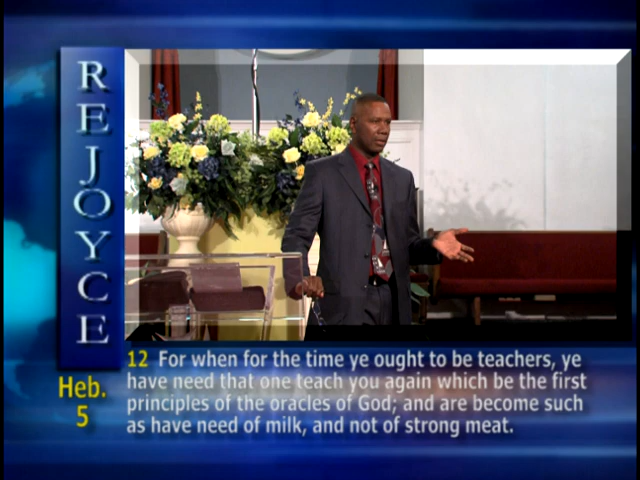 REJOYCE
Heb.
5
12 For when for the time ye ought to be teachers, ye
have need that one teach you again which be the first
principles of the oracles of God; and are become such
as have need of milk, and not of strong meat.